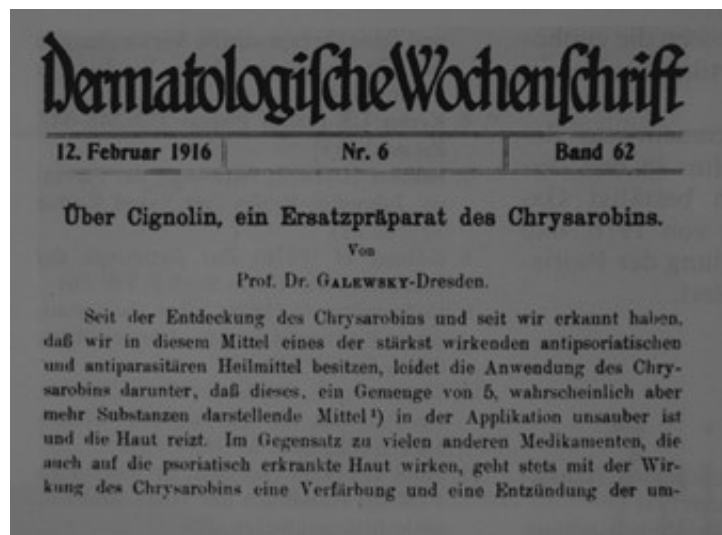 Dermatologische Wochenschrift
12. Februar 1916 Nr. 6 Band 62
Über Cignolin, ein Ersatzpräparat des Chrysarobins.
Von
Prof. Dr. GALEWSKY-Dresden.
Seit der Entdeckung des Chrysarobins und seit wir erkannt haben,
daß wir in diesem Mittel eines der stärkst wirkenden antipsoriatischen
und antiparasitären Heilmittel besitzen, leidet die Anwendung des Chry-
sarobins darunter, daß dieses, ein Gemenge von 5, wahrscheinlich aber
mehr Substanzen darstellende Mittel¹) in der Applikation unsauber ist
und die Haut reizt. Im Gegensatz zu vielen anderen Medikamenten, die
auch auf die psoriatisch erkrankte Haut wirken, geht stets mit der Wir-
kung des Chrysarobins eine Verfärbung und eine Entzündung der um-